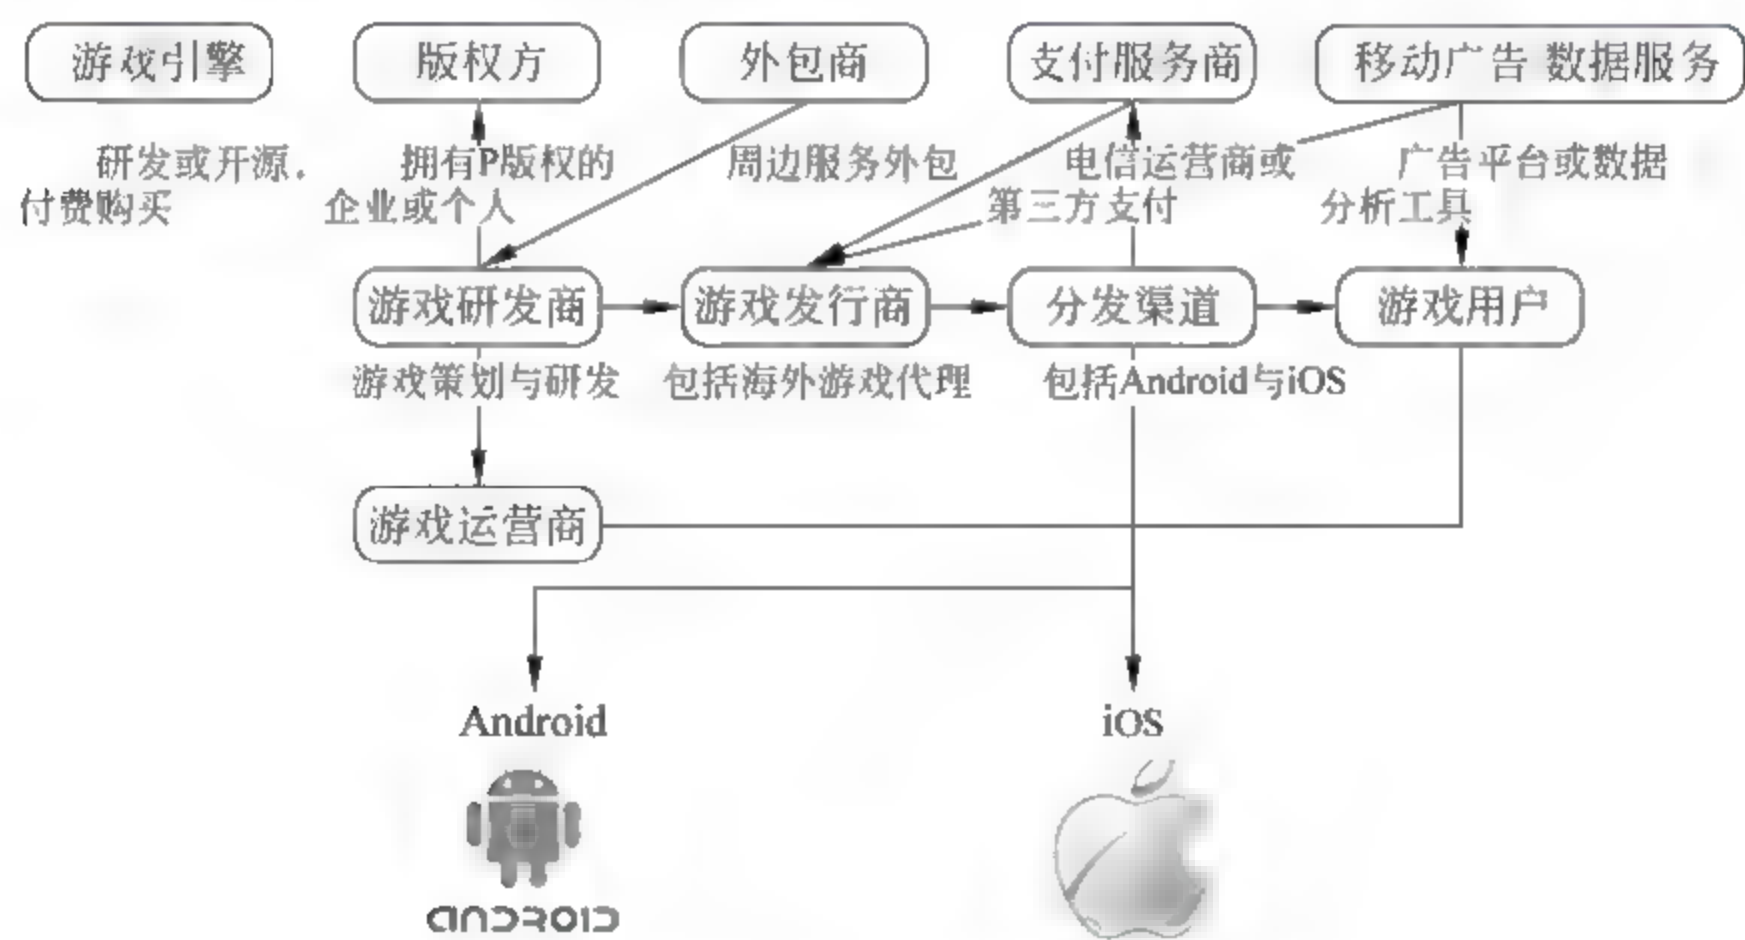 游戏引擎
版权方
外包商
支付服务商
移动广告 数据服务
研发或开源.
付费购买
拥有P版权的
企业或个人
周边服务外包
电信运营商或
第三方支付
广告平台或数据
分析工具
游戏研发商
游戏发行商
分发渠道
游戏用户
游戏策划与研发
包括海外游戏代理
包括Android与iOS
游戏运营商
Android
iOS
ANDROID